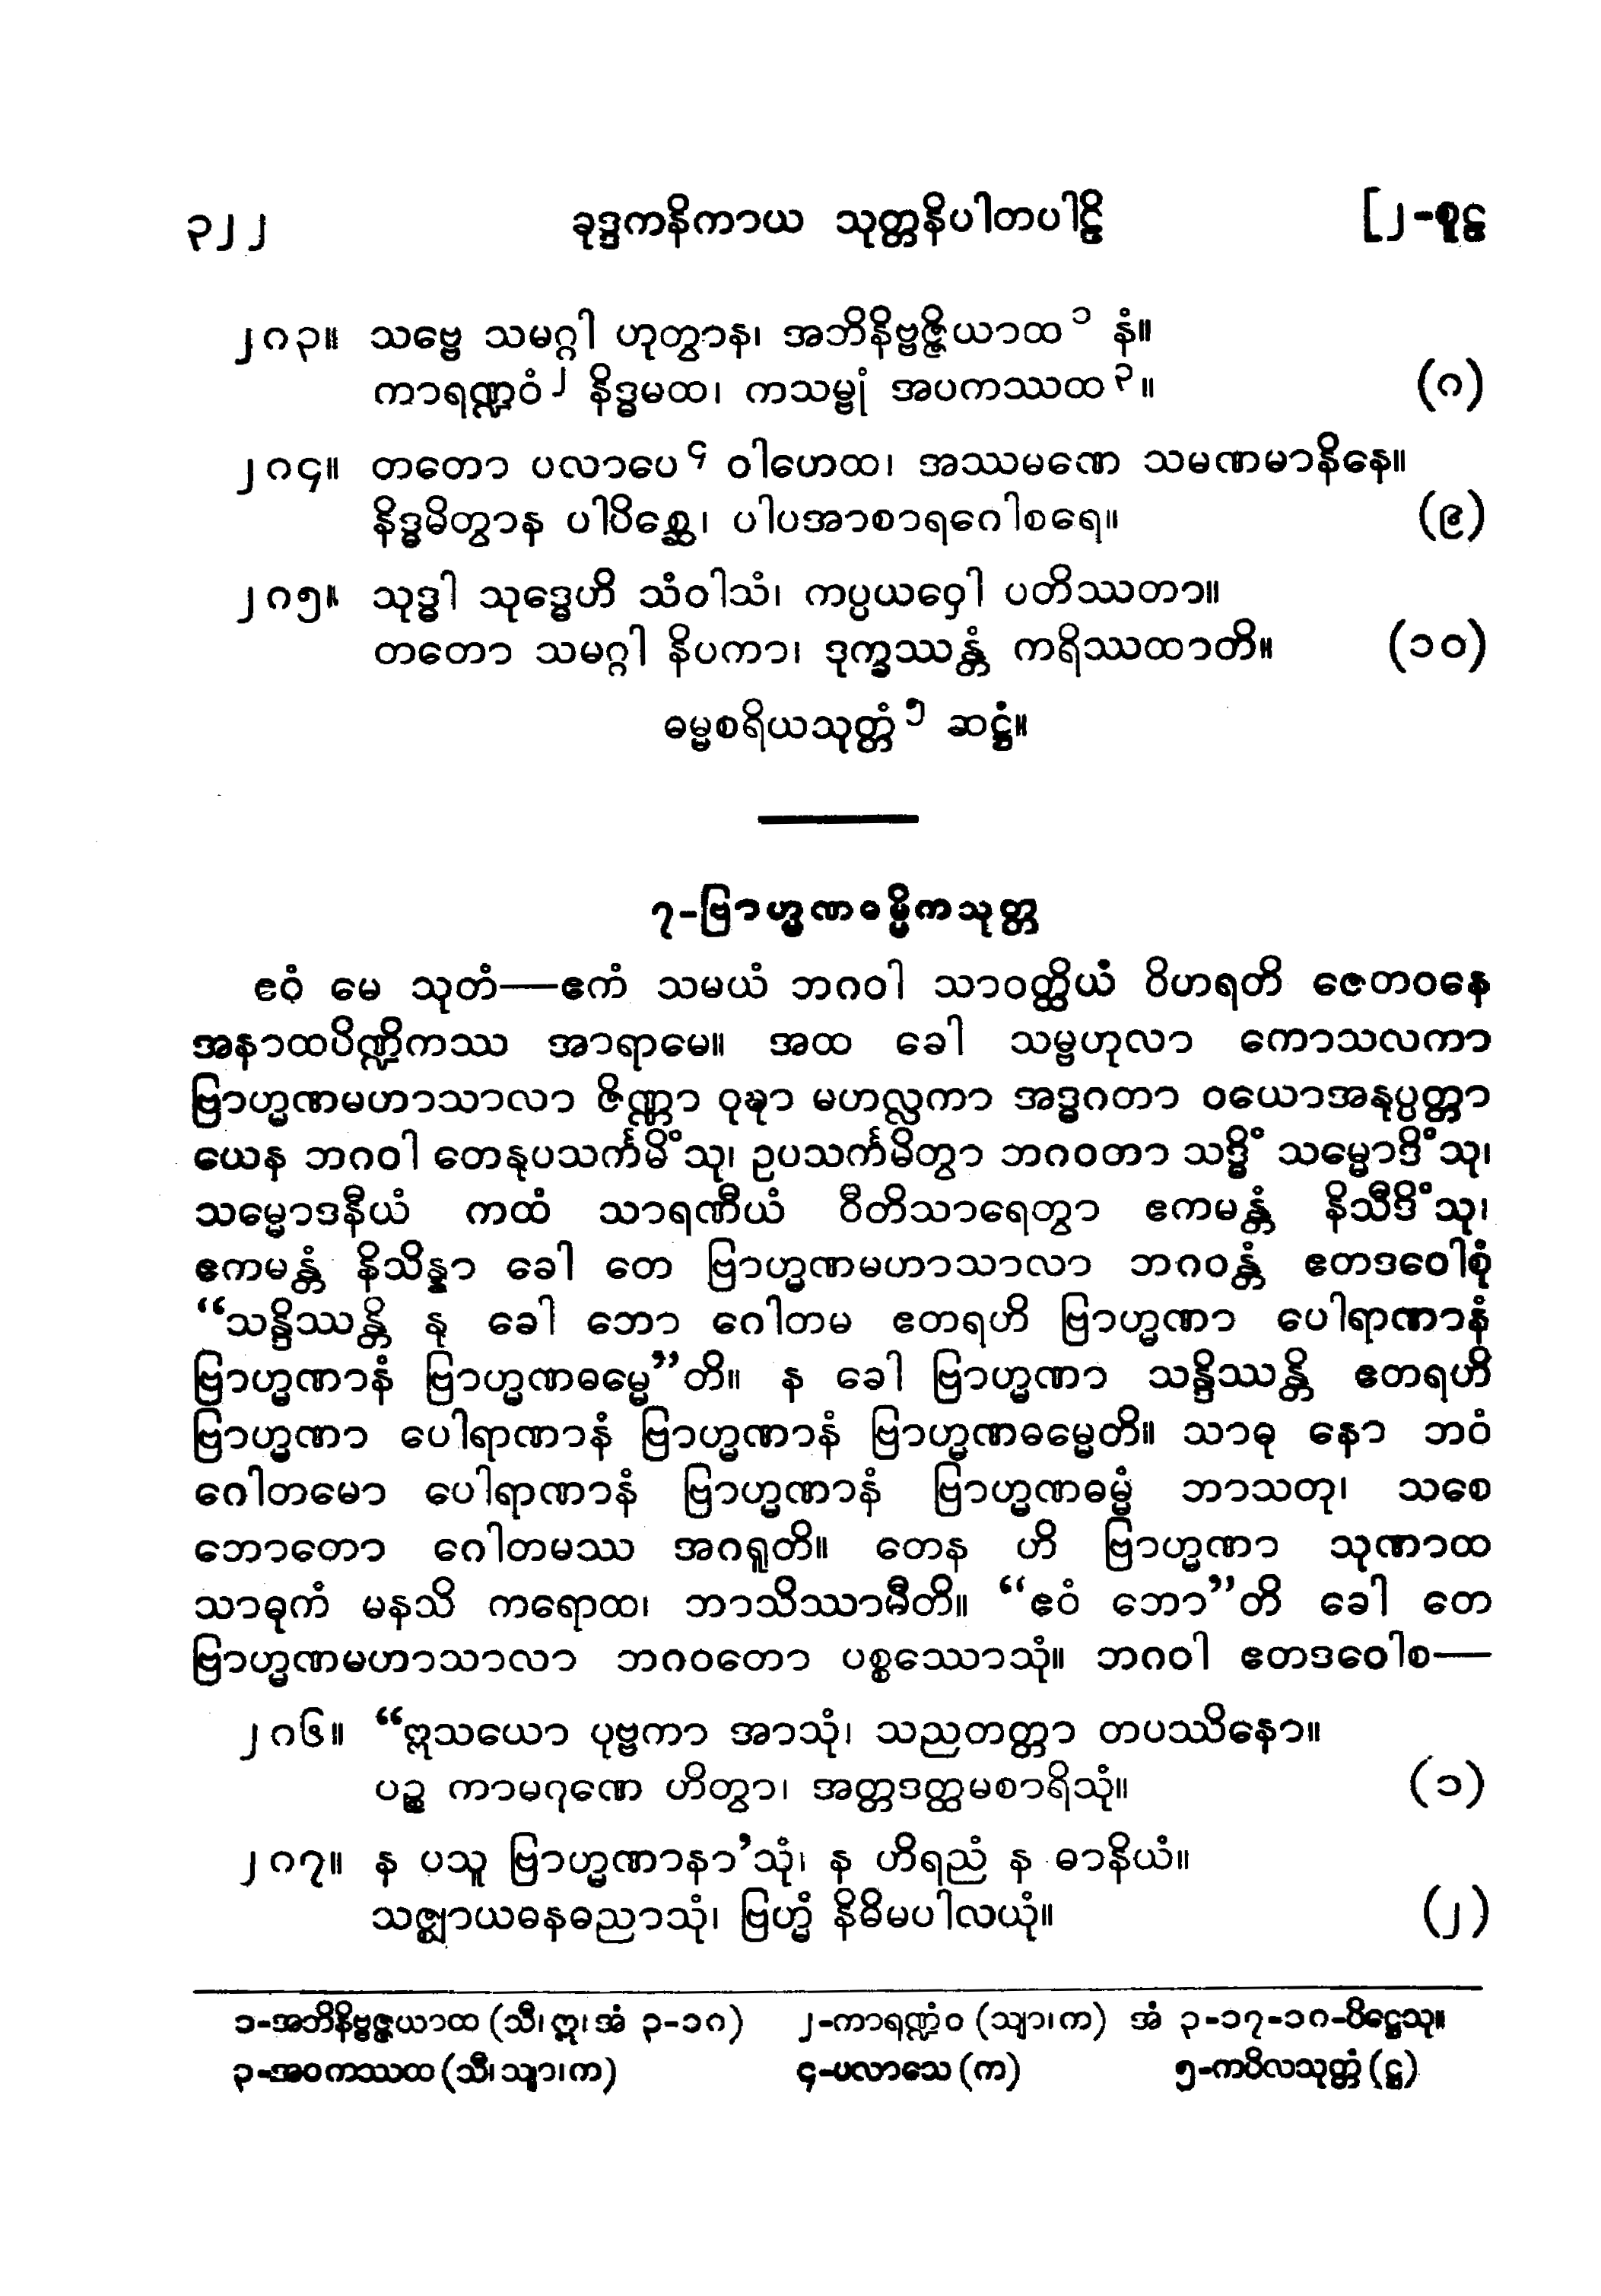 ၃၂၂ ခုဒ္ဒကနိကာယ သုတ္တနိပါတပါဠိ [၂-စူဠ
၂၈၃။ သဗ္ဗေ သမဂ္ဂါ ဟုတွာန၊ အဘိနိဗ္ဗဇ္ဇိယာထ ၁ နံ။
ကာရဏ္ဍဝံ ၂ နိဒ္ဓမထ၊ ကသမ္ဗုံ အပကဿထ ၃ ။ (၈)
၂၈၄။ တတော ပလာပေ ၄ ဝါဟေထ၊ အဿမဏေ သမဏမာနိနေ။
နိဒ္ဓမိတွာန ပါပိစ္ဆေ၊ ပါပအာစာရဂေါစရေ။ (၉)
၂၈၅။ သုဒ္ဓါ သုဒ္ဓေဟိ သံဝါသံ၊ ကပ္ပယဝှေါ ပတိဿတာ။
တတော သမဂ္ဂါ နိပကာ၊ ဒုက္ခဿန္တံ ကရိဿထာတိ။ (၁၀)
ဓမ္မစရိယသုတ္တံ ၅ ဆဋ္ဌံ။
၇-ဗြာဟ္မဏဓမ္မိကသုတ္တ
ဧဝံ မေ သုတံ—ဧကံ သမယံ ဘဂဝါ သာဝတ္ထိယံ ဝိဟရတိ ဇေတဝနေ
အနာထပိဏ္ဍိကဿ အာရာမေ။ အထ ခေါ သမ္ဗဟုလာ ကောသလကာ
ဗြာဟ္မဏမဟာသာလာ ဇိဏ္ဏာ ဝုဍ္ဎာ မဟလ္လကာ အဒ္ဓဂတာ ဝယောအနုပ္ပတ္တာ
ယေန ဘဂဝါ တေနုပသင်္ကမိံသု၊ ဥပသင်္ကမိတွာ ဘဂဝတာ သဒ္ဓိံ သမ္မောဒိံသု၊
သမ္မောဒနီယံ ကထံ သာရဏီယံ ဝီတိသာရေတွာ ဧကမန္တံ နိသီဒိံသု၊
ဧကမန္တံ နိသိန္နာ ခေါ တေ ဗြာဟ္မဏမဟာသာလာ ဘဂဝန္တံ ဧတဒဝေါစုံ
“သန္ဒိဿန္တိ နု ခေါ ဘော ဂေါတမ ဧတရဟိ ဗြာဟ္မဏာ ပေါရာဏာနံ
ဗြာဟ္မဏာနံ ဗြာဟ္မဏဓမ္မေ”တိ။ န ခေါ ဗြာဟ္မဏာ သန္ဒိဿန္တိ ဧတရဟိ
ဗြာဟ္မဏာ ပေါရာဏာနံ ဗြာဟ္မဏာနံ ဗြာဟ္မဏဓမ္မေတိ။ သာဓု နော ဘဝံ
ဂေါတမော ပေါရာဏာနံ ဗြာဟ္မဏာနံ ဗြာဟ္မဏဓမ္မံ ဘာသတု၊ သစေ
ဘောတော ဂေါတမဿ အဂရူတိ။ တေန ဟိ ဗြာဟ္မဏာ သုဏာထ
သာဓုကံ မနသိ ကရောထ၊ ဘာသိဿာမီတိ။ “ဧဝံ ဘော”တိ ခေါ တေ
ဗြာဟ္မဏမဟာသာလာ ဘဂဝတော ပစ္စဿောသုံ။ ဘဂဝါ ဧတဒဝေါစ—
၂၈၆။ “ဣသယော ပုဗ္ဗကာ အာသုံ၊ သညတတ္တာ တပဿိနော။
ပဉ္စ ကာမဂုဏေ ဟိတွာ၊ အတ္တဒတ္ထမစာရိသုံ။ (၁)
၂၈၇။ န ပသူ ဗြာဟ္မဏာနာ’သုံ၊ န ဟိရညံ န ဓာနိယံ။
သဇ္ဈာယဓနဓညာသုံ၊ ဗြဟ္မံ နိဓိမပါလယုံ။ (၂)
၁-အဘိနိဗ္ဗဇ္ဇယာထ (သီ၊ ဣ၊ အံ ၃-၁၈) ၂-ကာရဏ္ဍံဝ (သျာ၊ က) အံ ၃-၁၇-၁၈-ပိဋ္ဌေသု။
၃-အဝကဿထ (သီ၊ သျာ၊ က) ၄-ပလာသေ (က) ၅-ကပိလသုတ္တံ (ဋ္ဌ)